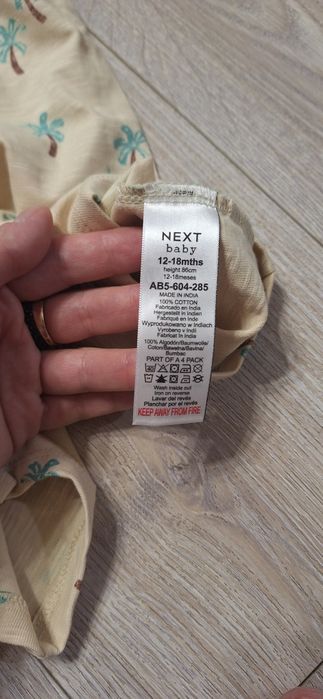 NEXT
baby
12-18mths
height 86cm
12-18meses
AB5-604-285
MADE IN INDIA
100% COTTON
Fabricado en India
Hergestellt in Indien
Fabriqué en Inde
Wyprodukowano w Indiach
Výrobeno v Indii
Fabricat în India
100% Algodón/Baumwolle/
Coton/Bawełna/Bavlna/
Bumbac
PART OF A 4 PACK
Wash inside out
Iron on reverse
Lavar del revés
Planchar por el revés
KEEP AWAY FROM FIRE